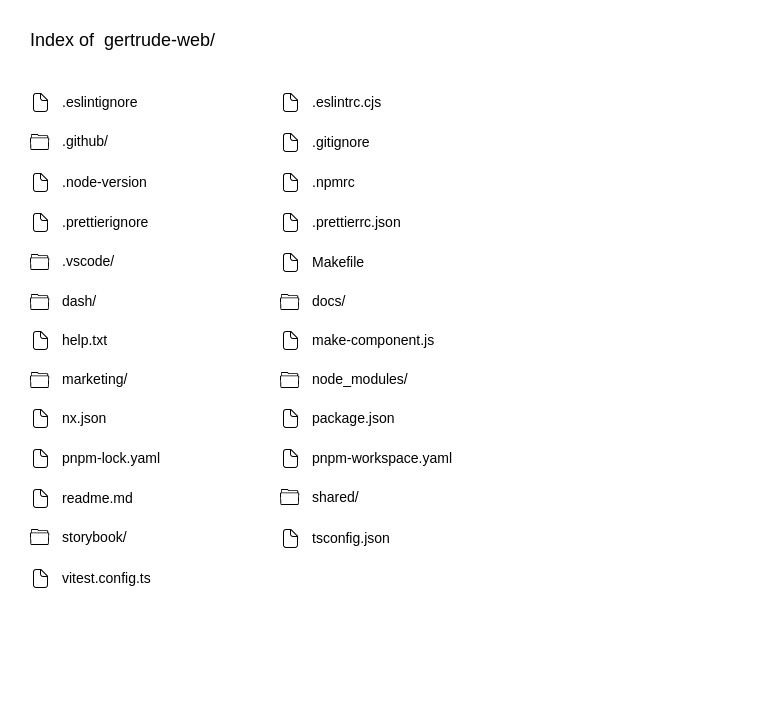 Index of gertrude-web/
.eslintignore
.eslintrc.cjs
.github/
.gitignore
.node-version
.npmrc
.prettierignore
.prettierrc.json
.vscode/
Makefile
dash/
docs/
help.txt
make-component.js
marketing/
node_modules/
nx.json
package.json
pnpm-lock.yaml
pnpm-workspace.yaml
readme.md
shared/
storybook/
tsconfig.json
vitest.config.ts